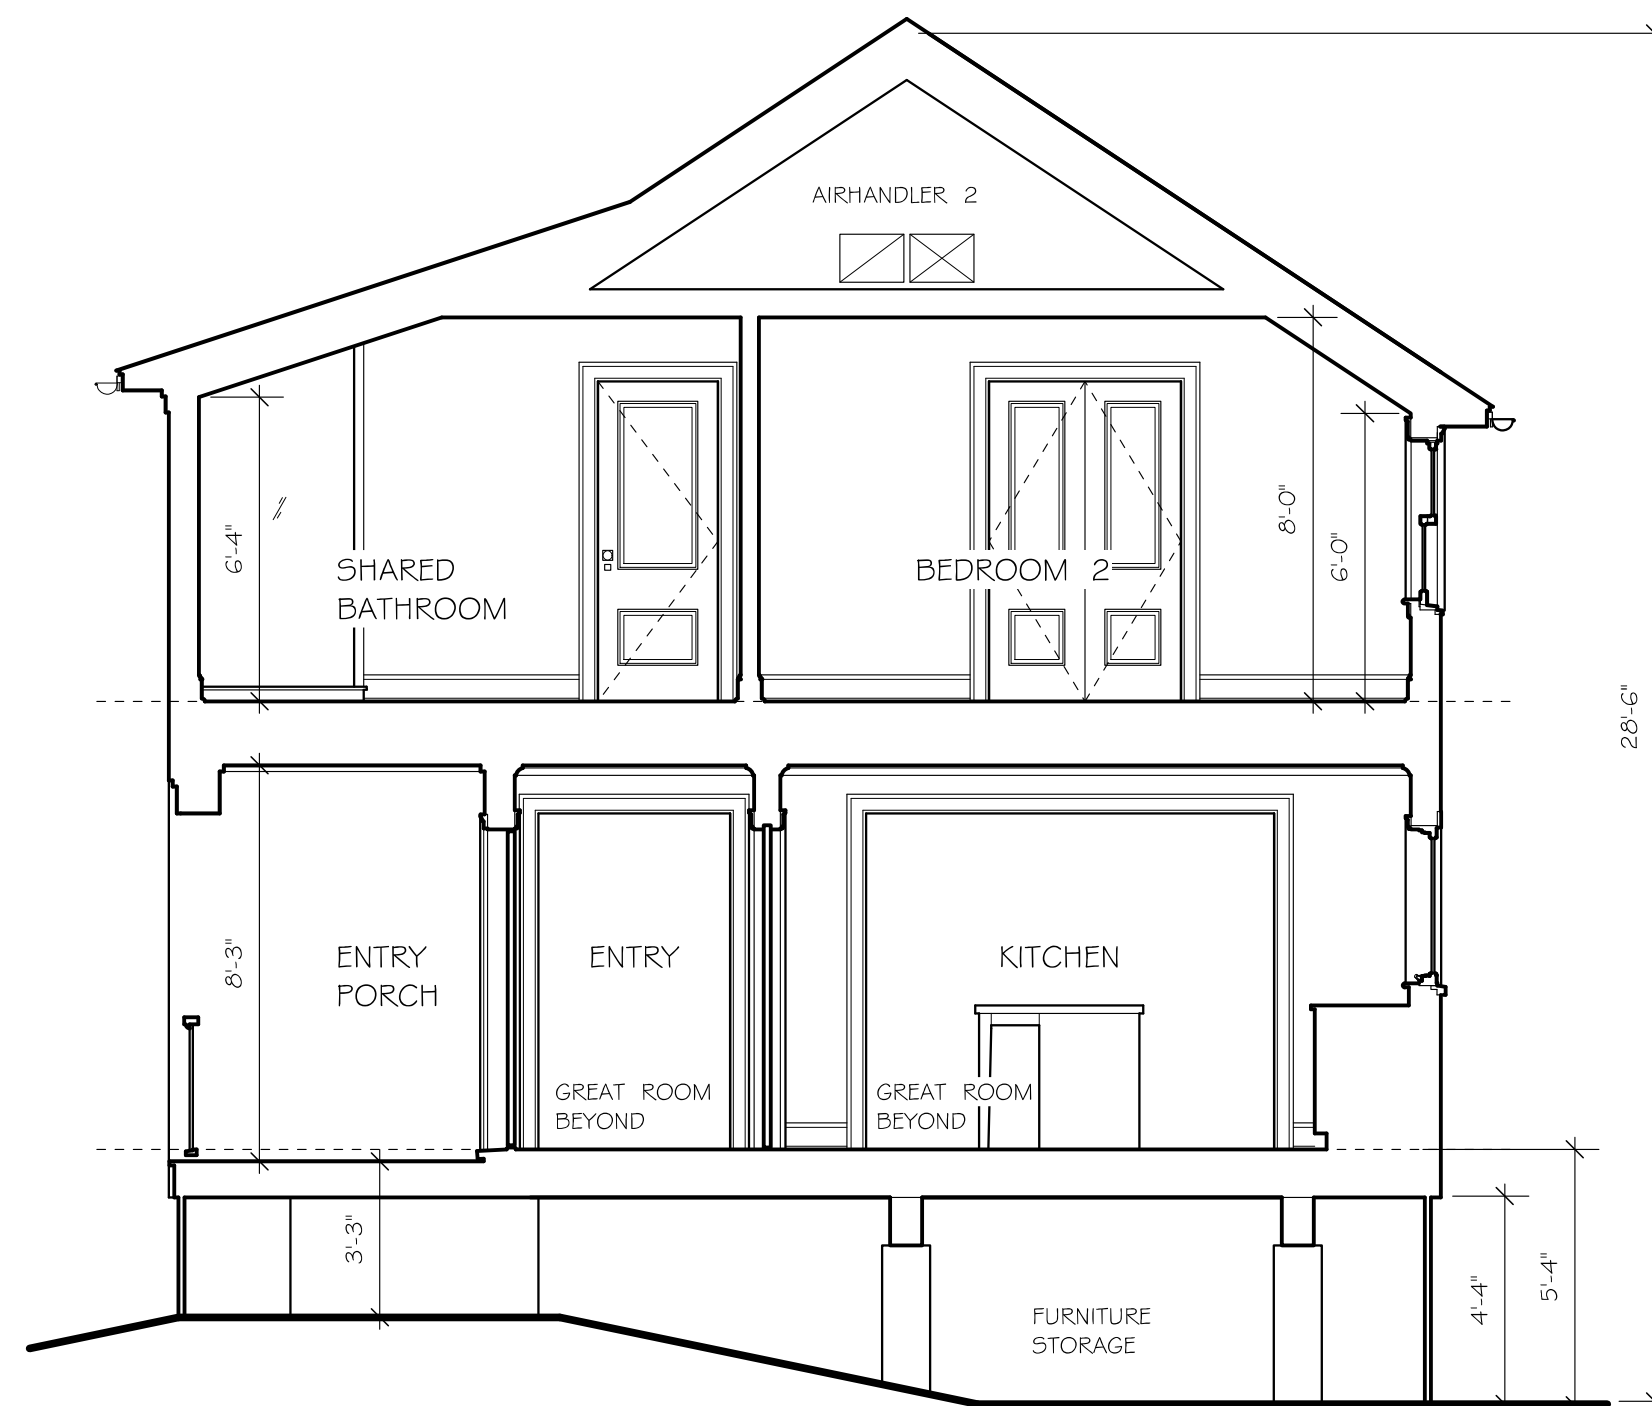 AIRHANDLER 2
8'-0"
6'-4"
6'-0"
SHARED
BATHROOM
BEDROOM 2
28'-6"
8'-3"
ENTRY
PORCH
ENTRY
KITCHEN
GREAT ROOM
BEYOND
GREAT ROOM
BEYOND
3'-3"
4'-4"
5'-4"
FURNITURE
STORAGE